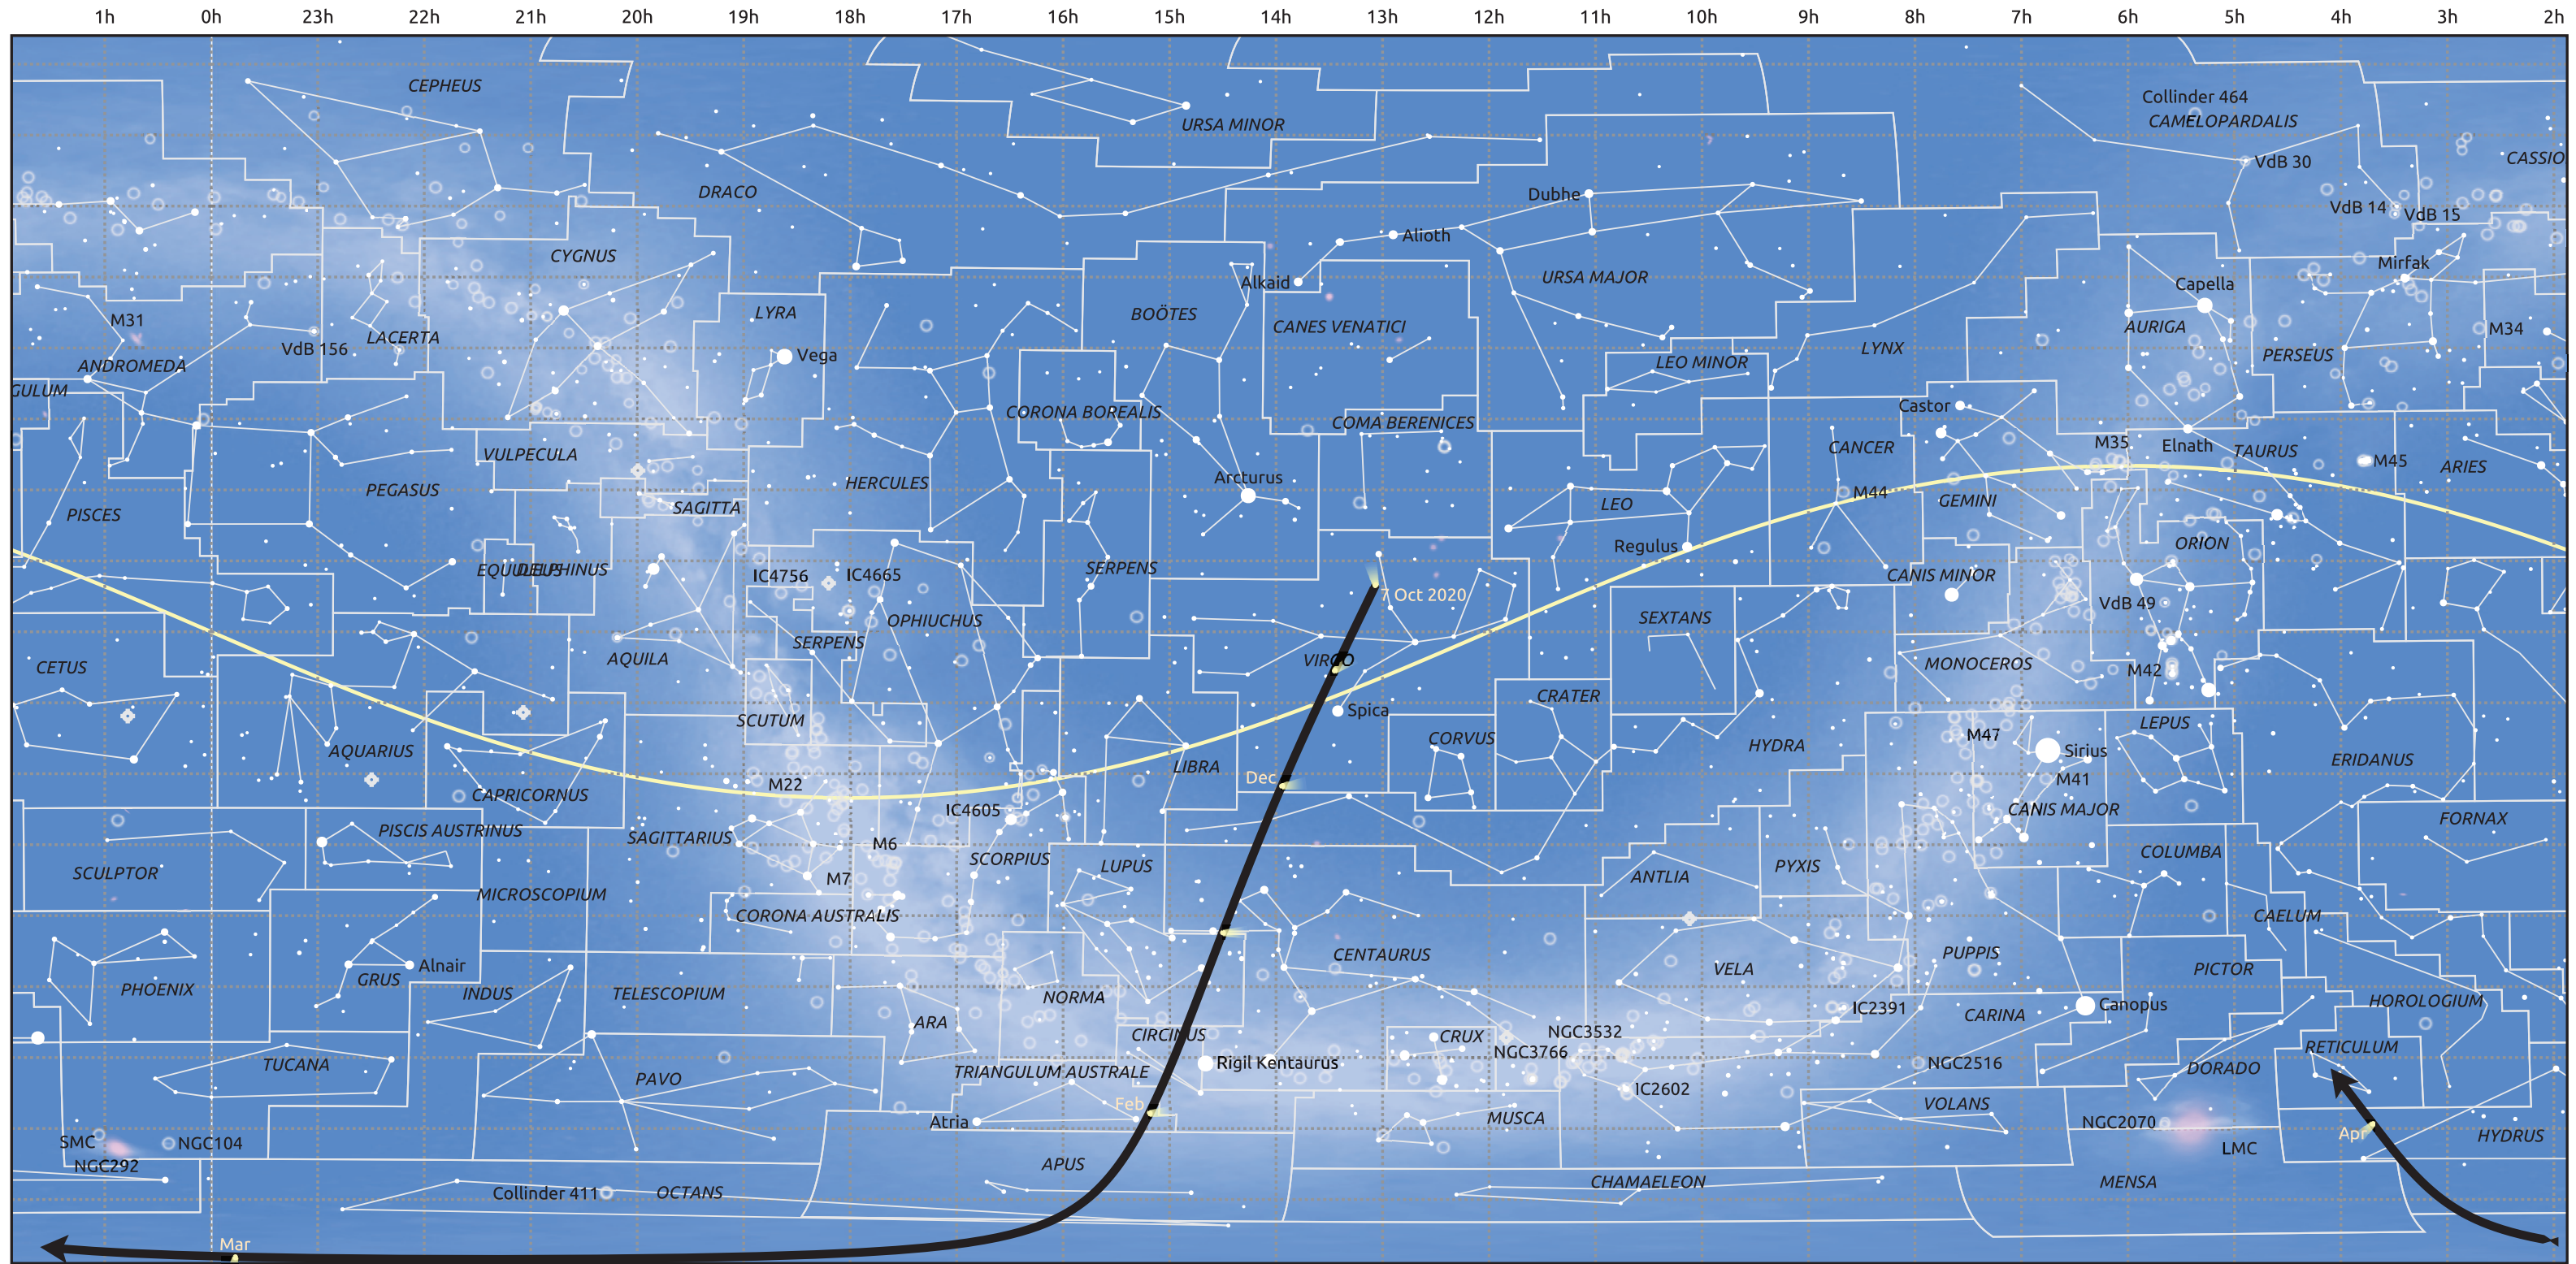 1h 0h 23h 22h 21h 20h 19h 18h 17h 16h 15h 14h 13h 12h 11h 10h 9h 8h 7h 6h 5h 4h 3h 2h
CEPHEUS
Collinder 464
URSA MINOR
CAMELOPARDALIS
CASSIO
VdB 30
DRACO
Dubhe
VdB 14
VdB 15
Alioth
CYGNUS
Mirfak
URSA MAJOR
Alkaid
Capella
M31
LYRA
BOÖTES
CANES VENATICI
AURIGA
M34
LACERTA
VdB 156
Vega
LYNX
PERSEUS
ANDROMEDA
LEO MINOR
GULUM
Castor
CORONA BOREALIS
COMA BERENICES
M35
Elnath
CANCER
TAURUS
VULPECULA
M45
ARIES
PEGASUS
HERCULES
Arcturus
M44
GEMINI
LEO
SAGITTA
PISCES
ORION
Regulus
EQUULEUS
DELPHINUS
IC4756
IC4665
SERPENS
CANIS MINOR
7 Oct 2020
VdB 49
OPHIUCHUS
SEXTANS
SERPENS
CETUS
AQUILA
VIRGO
MONOCEROS
M42
CRATER
Spica
SCUTUM
LEPUS
AQUARIUS
CORVUS
M47
HYDRA
Sirius
ERIDANUS
LIBRA
Dec
M41
M22
CAPRICORNUS
IC4605
CANIS MAJOR
FORNAX
PISCIS AUSTRINUS
SAGITTARIUS
M6
SCORPIUS
LUPUS
PYXIS
COLUMBA
SCULPTOR
M7
ANTLIA
MICROSCOPIUM
CORONA AUSTRALIS
CAELUM
CENTAURUS
PUPPIS
Alnair
GRUS
VELA
PICTOR
PHOENIX
INDUS
TELESCOPIUM
NORMA
HOROLOGIUM
IC2391
Canopus
CARINA
ARA
CIRCINUS
CRUX
NGC3532
NGC3766
RETICULUM
TUCANA
Rigil Kentaurus
NGC2516
TRIANGULUM AUSTRALE
DORADO
PAVO
IC2602
Feb
VOLANS
Atria
MUSCA
NGC2070
Apr
HYDRUS
SMC
NGC104
LMC
NGC292
APUS
CHAMAELEON
MENSA
Collinder 411
OCTANS
Mar